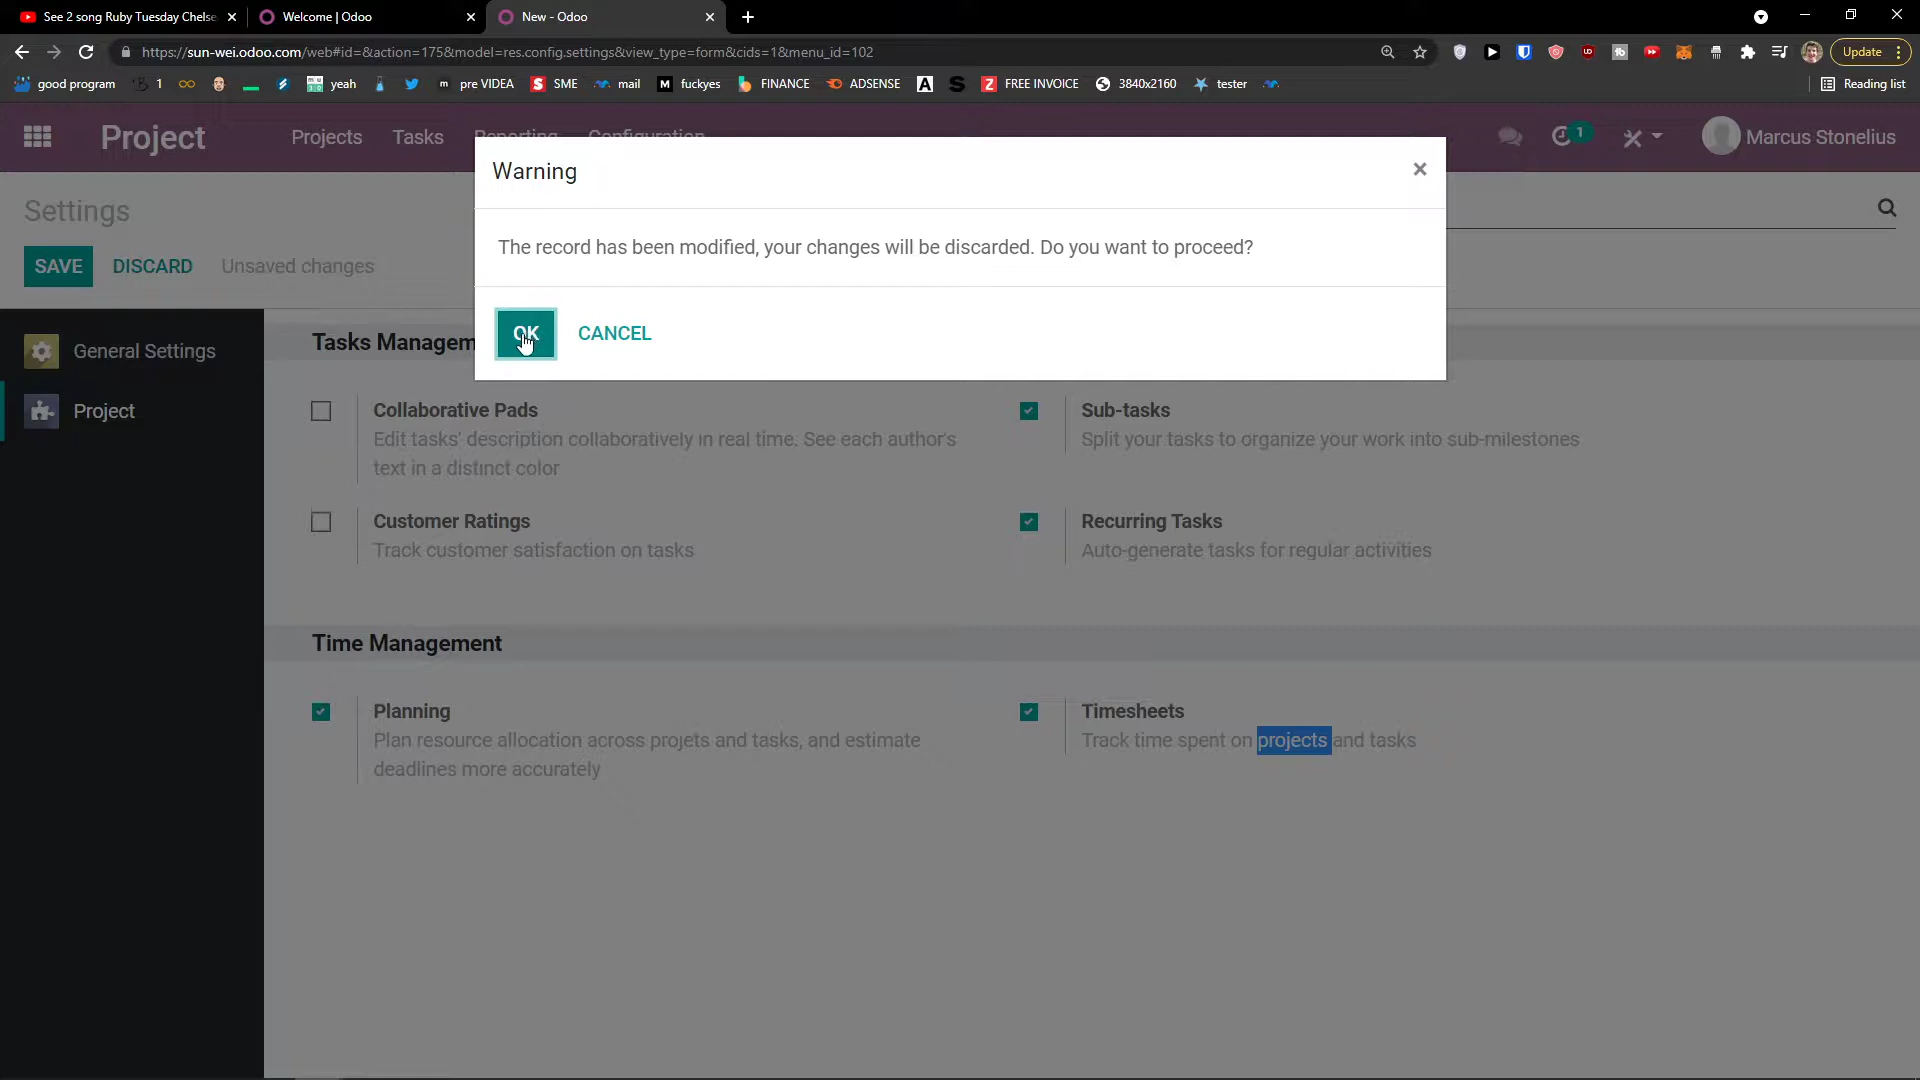 See 2 song Ruby Tuesday Chelse
Welcome | Odoo
New - Odoo
https://sun-wei.odoo.com/web#id=&action=175&model=res.config.settings&view_type=form&cids=1&menu_id=102
Update
good program
1
yeah
pre VIDEA
SME
mail
fuckyes
FINANCE
ADSENSE
FREE INVOICE
3840x2160
tester
Reading list
Project
Projects
Tasks
Reporting
Configuration
1
Marcus Stonelius
Warning
Settings
The record has been modified, your changes will be discarded. Do you want to proceed?
SAVE
DISCARD
Unsaved changes
OK
CANCEL
General Settings
Project
Tasks Managem
Collaborative Pads
Edit tasks' description collaboratively in real time. See each author's
text in a distinct color
Sub-tasks
Split your tasks to organize your work into sub-milestones
Customer Ratings
Track customer satisfaction on tasks
Recurring Tasks
Auto-generate tasks for regular activities
Time Management
Planning
Plan resource allocation across projets and tasks, and estimate
deadlines more accurately
Timesheets
Track time spent on projects and tasks